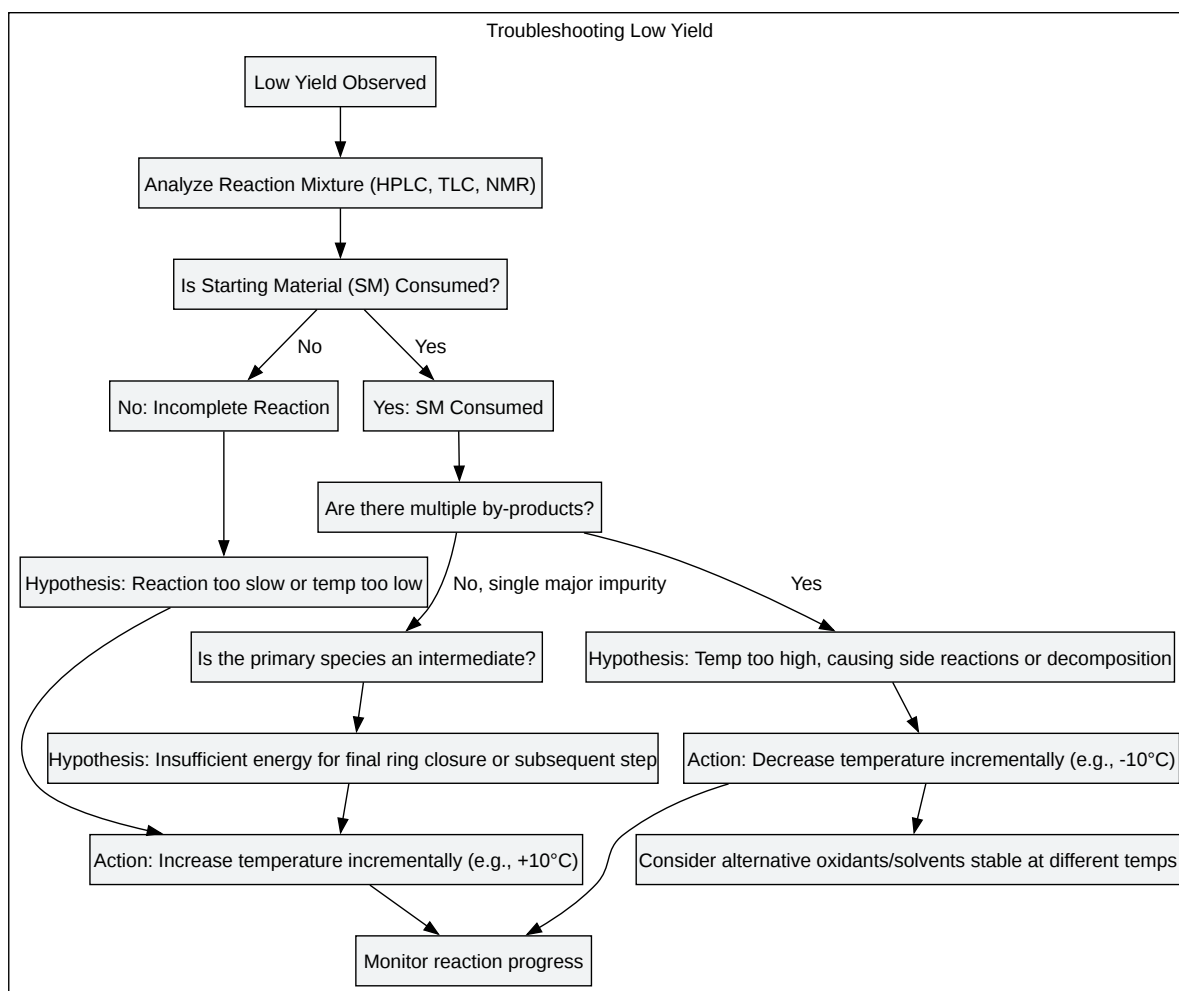 Troubleshooting Low Yield
Low Yield Observed
Analyze Reaction Mixture (HPLC, TLC, NMR)
Is Starting Material (SM) Consumed?
No
Yes
No: Incomplete Reaction
Yes: SM Consumed
Are there multiple by-products?
Hypothesis: Reaction too slow or temp too low
No, single major impurity
Yes
Is the primary species an intermediate?
Hypothesis: Temp too high, causing side reactions or decomposition
Hypothesis: Insufficient energy for final ring closure or subsequent step
Action: Decrease temperature incrementally (e.g., -10°C)
Action: Increase temperature incrementally (e.g., +10°C)
Consider alternative oxidants/solvents stable at different temps
Monitor reaction progress